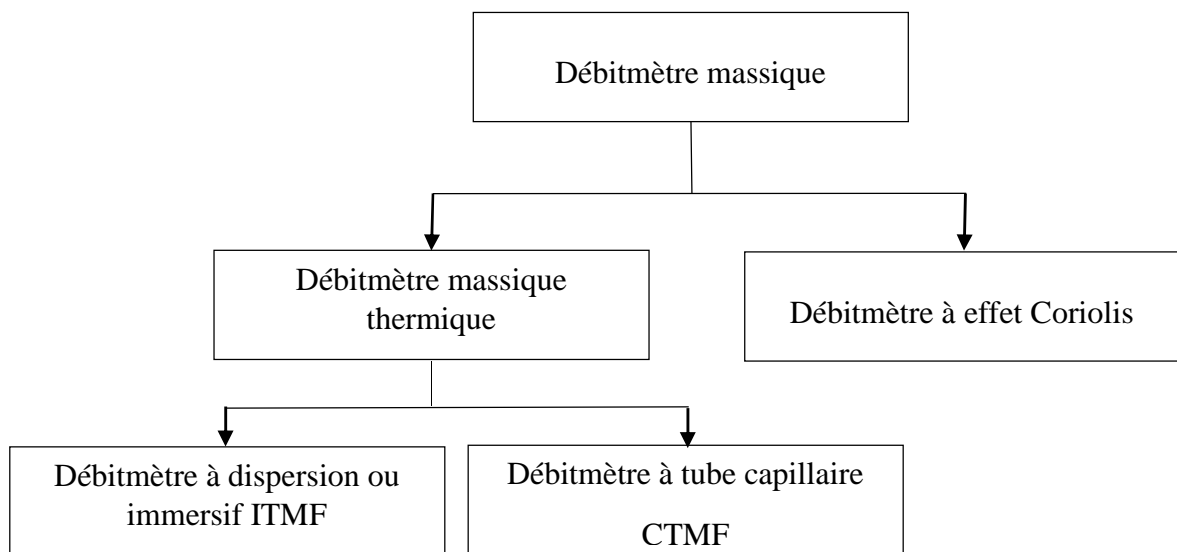 Débitmètre massique
Débitmètre massique
thermique
Débitmètre à effet Coriolis
Débitmètre à dispersion ou
immersif ITMF
Débitmètre à tube capillaire
CTMF